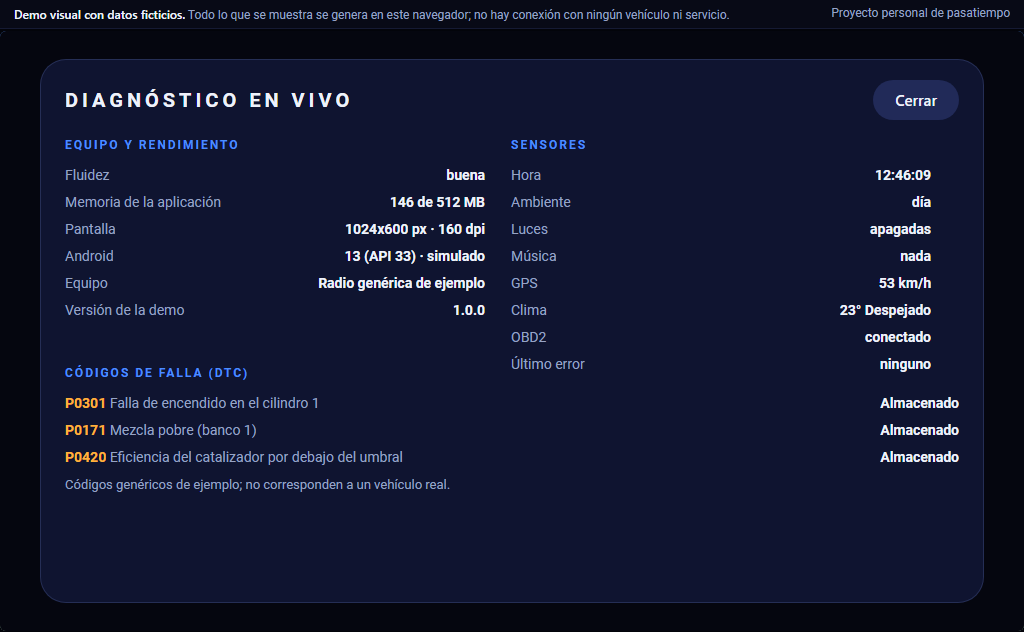 Demo visual con datos ficticios. Todo lo que se muestra se genera en este navegador; no hay conexión con ningún vehículo ni servicio.
Proyecto personal de pasatiempo
DIAGNÓSTICO EN VIVO
Cerrar
EQUIPO Y RENDIMIENTO
Fluidez buena
Memoria de la aplicación 146 de 512 MB
Pantalla 1024x600 px · 160 dpi
Android 13 (API 33) · simulado
Equipo Radio genérica de ejemplo
Versión de la demo 1.0.0
SENSORES
Hora 12:46:09
Ambiente día
Luces apagadas
Música nada
GPS 53 km/h
Clima 23° Despejado
OBD2 conectado
Último error ninguno
CÓDIGOS DE FALLA (DTC)
P0301 Falla de encendido en el cilindro 1 Almacenado
P0171 Mezcla pobre (banco 1) Almacenado
P0420 Eficiencia del catalizador por debajo del umbral Almacenado
Códigos genéricos de ejemplo; no corresponden a un vehículo real.